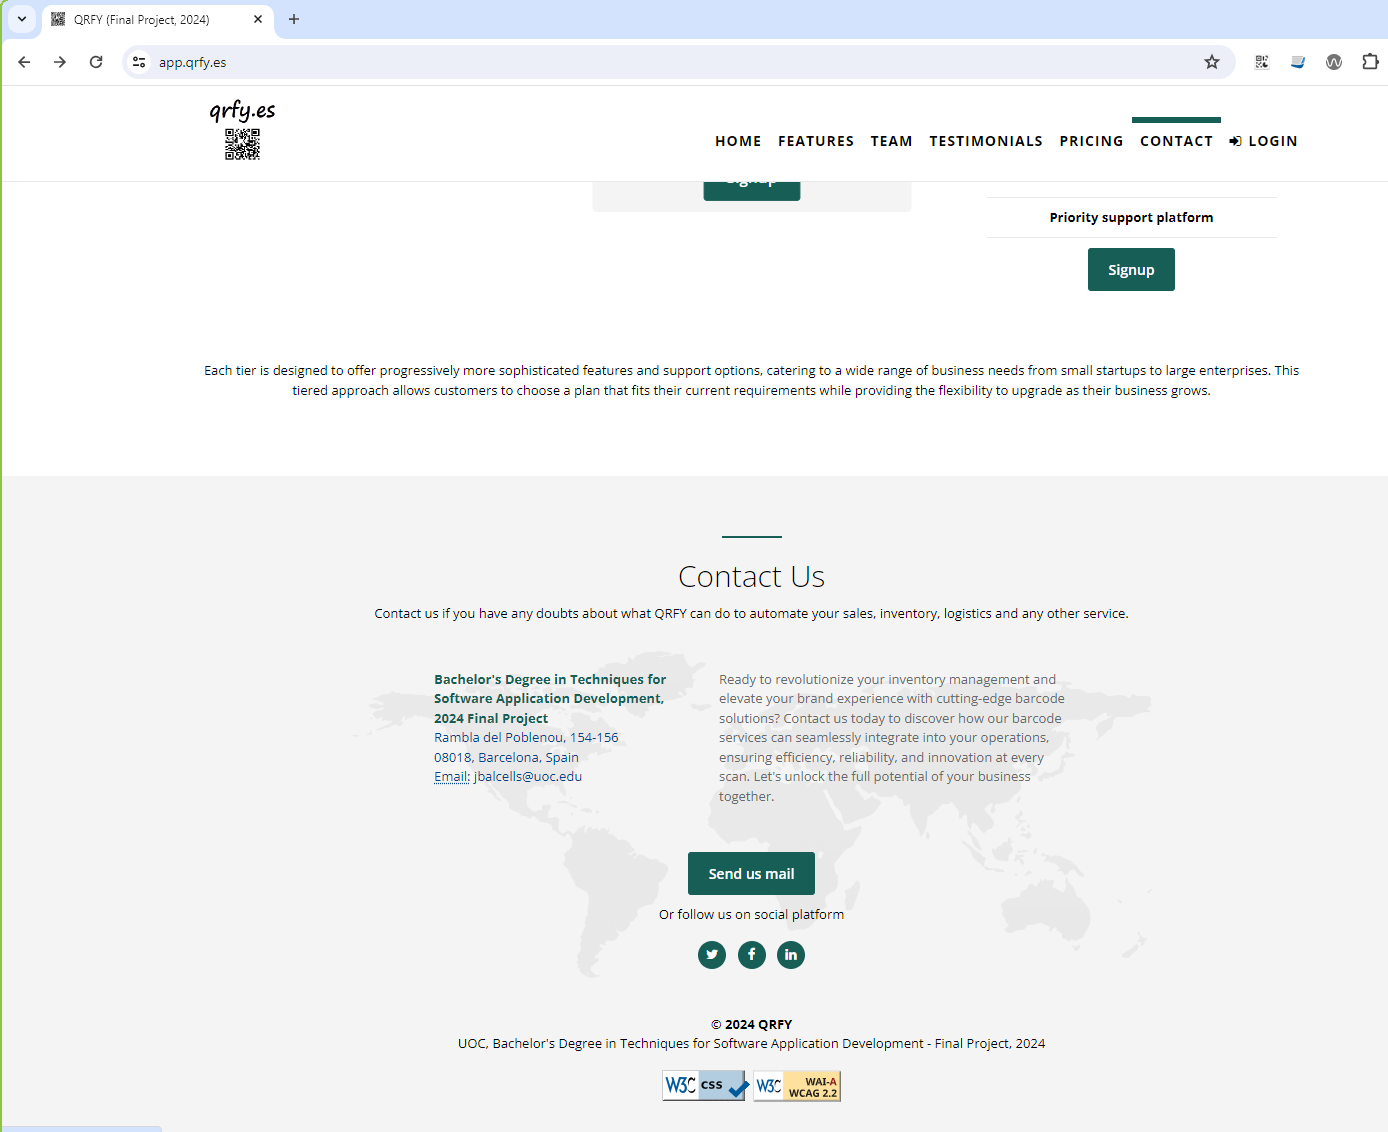 QRFY (Final Project, 2024)
app.qrfy.es
qrfy.es
HOME FEATURES TEAM TESTIMONIALS PRICING CONTACT LOGIN
Signup
Priority support platform
Signup
Each tier is designed to offer progressively more sophisticated features and support options, catering to a wide range of business needs from small startups to large enterprises. This
tiered approach allows customers to choose a plan that fits their current requirements while providing the flexibility to upgrade as their business grows.
Contact Us
Contact us if you have any doubts about what QRFY can do to automate your sales, inventory, logistics and any other service.
Bachelor's Degree in Techniques for
Software Application Development,
2024 Final Project
Rambla del Poblenou, 154-156
08018, Barcelona, Spain
Email: jbalcells@uoc.edu
Ready to revolutionize your inventory management and
elevate your brand experience with cutting-edge barcode
solutions? Contact us today to discover how our barcode
services can seamlessly integrate into your operations,
ensuring efficiency, reliability, and innovation at every
scan. Let's unlock the full potential of your business
together.
Send us mail
Or follow us on social platform
© 2024 QRFY
UOC, Bachelor's Degree in Techniques for Software Application Development - Final Project, 2024
W3C css
W3C WAI-A
WCAG 2.2